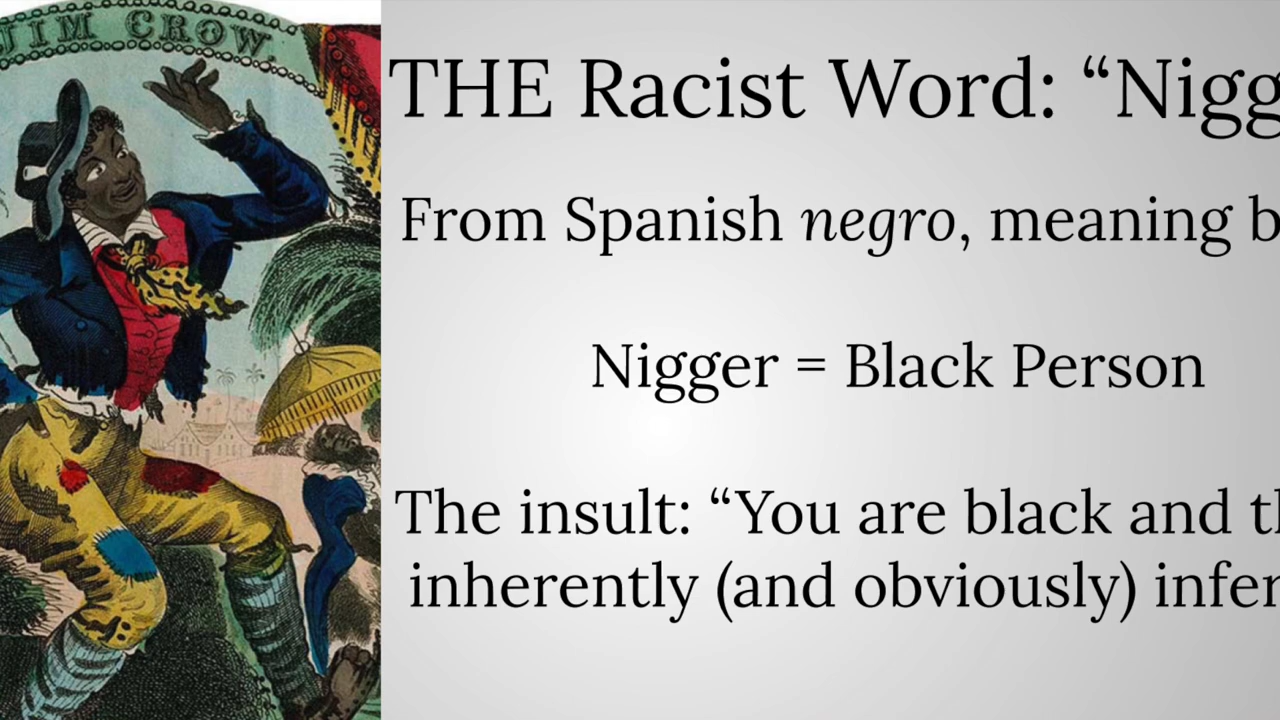 JIM CROW.
THE Racist Word: “Nigg
From Spanish negro, meaning b
Nigger = Black Person
The insult: “You are black and th
inherently (and obviously) infer